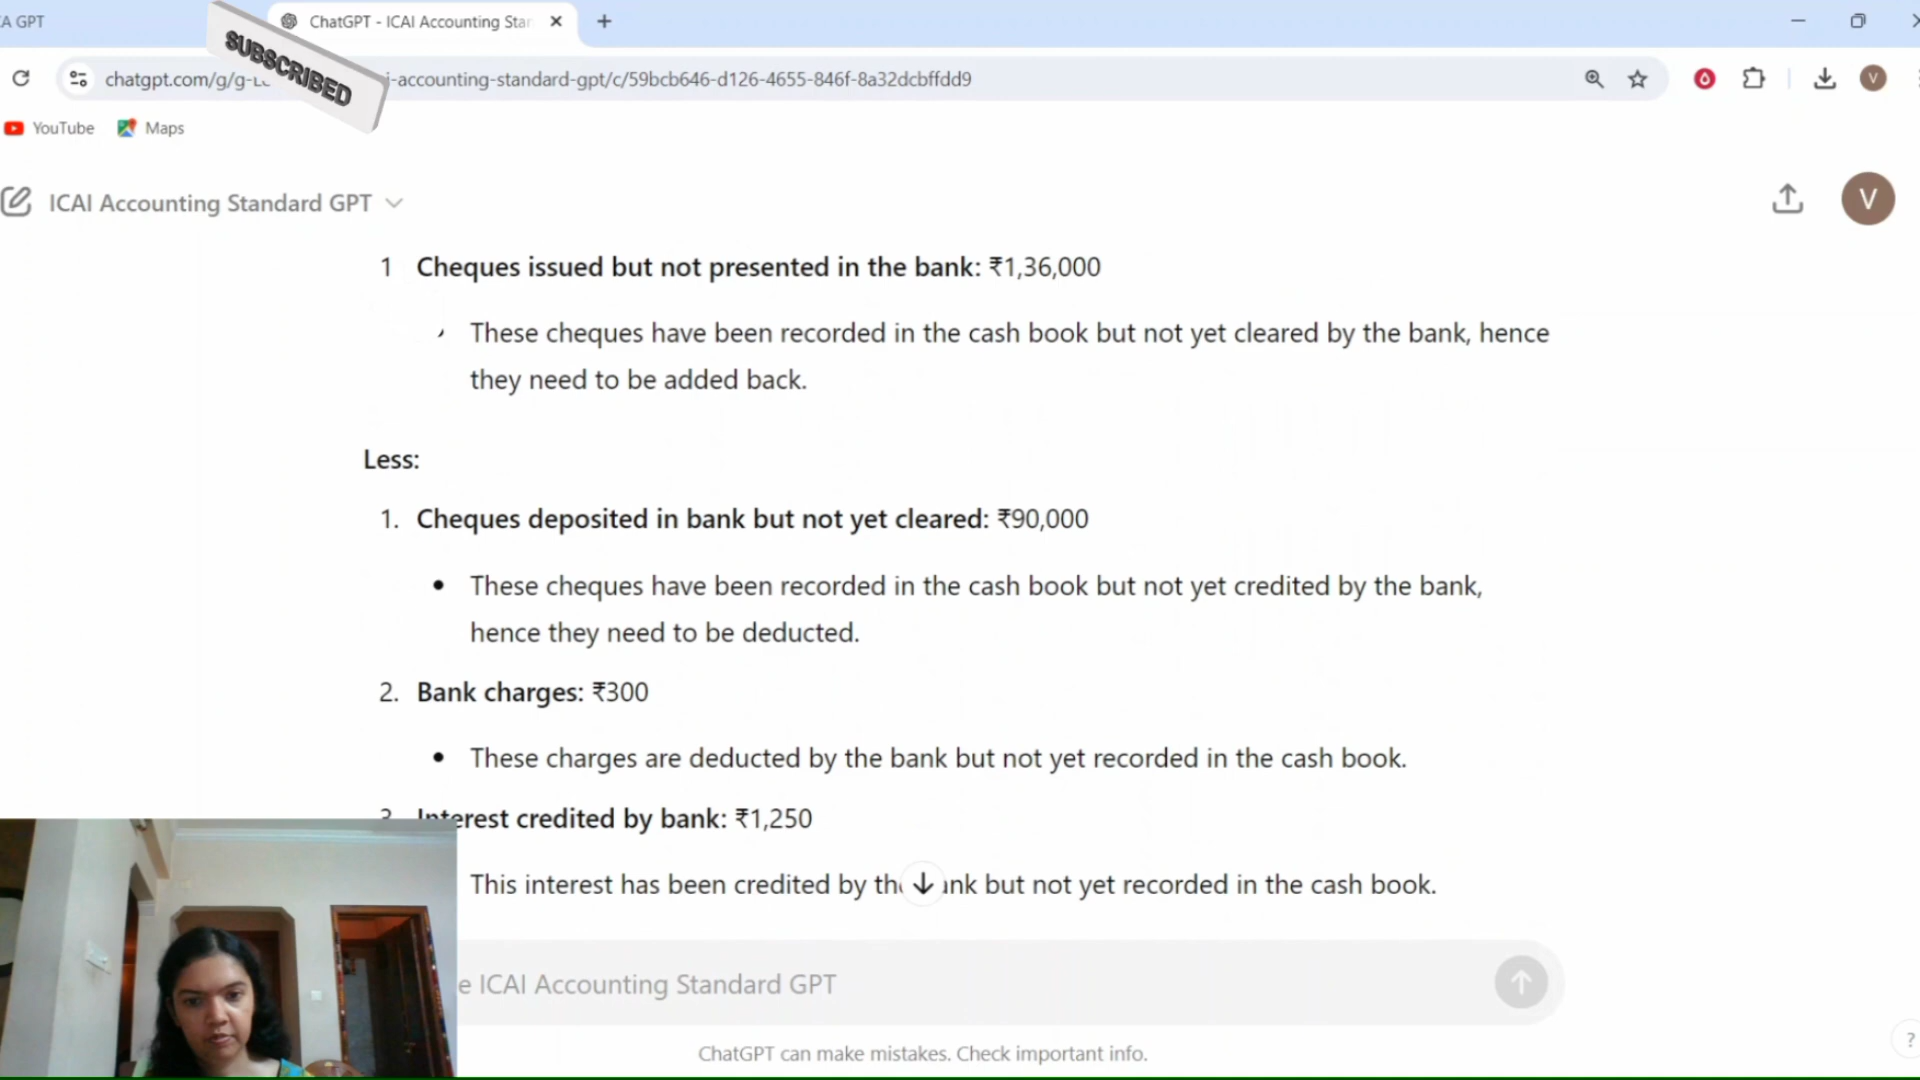 A GPT
ChatGPT - ICAI Accounting Star
SUBSCRIBED
chatgpt.com/g/g-
i-accounting-standard-gpt/c/59bcb646-d126-4655-846f-8a32dcbffdd9
V
YouTube
Maps
ICAI Accounting Standard GPT
V
1 Cheques issued but not presented in the bank: ₹1,36,000
These cheques have been recorded in the cash book but not yet cleared by the bank, hence
they need to be added back.
Less:
1. Cheques deposited in bank but not yet cleared: ₹90,000
• These cheques have been recorded in the cash book but not yet credited by the bank,
hence they need to be deducted.
2. Bank charges: ₹300
• These charges are deducted by the bank but not yet recorded in the cash book.
Interest credited by bank: ₹1,250
This interest has been credited by the bank but not yet recorded in the cash book.
e ICAI Accounting Standard GPT
ChatGPT can make mistakes. Check important info.
?